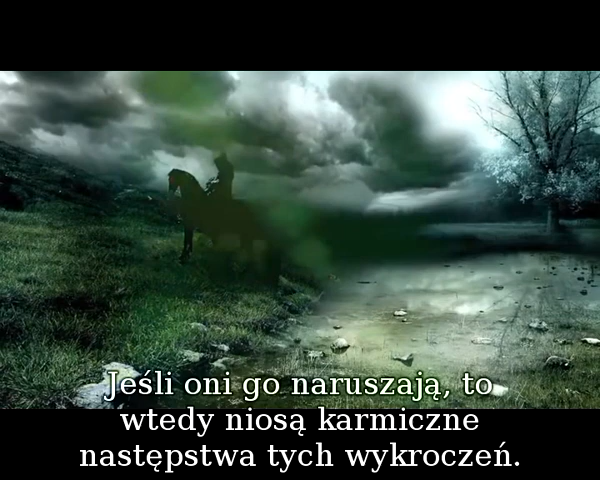 Jeśli oni go naruszają, to
wtedy niosą karmiczne
następstwa tych wykroczeń.